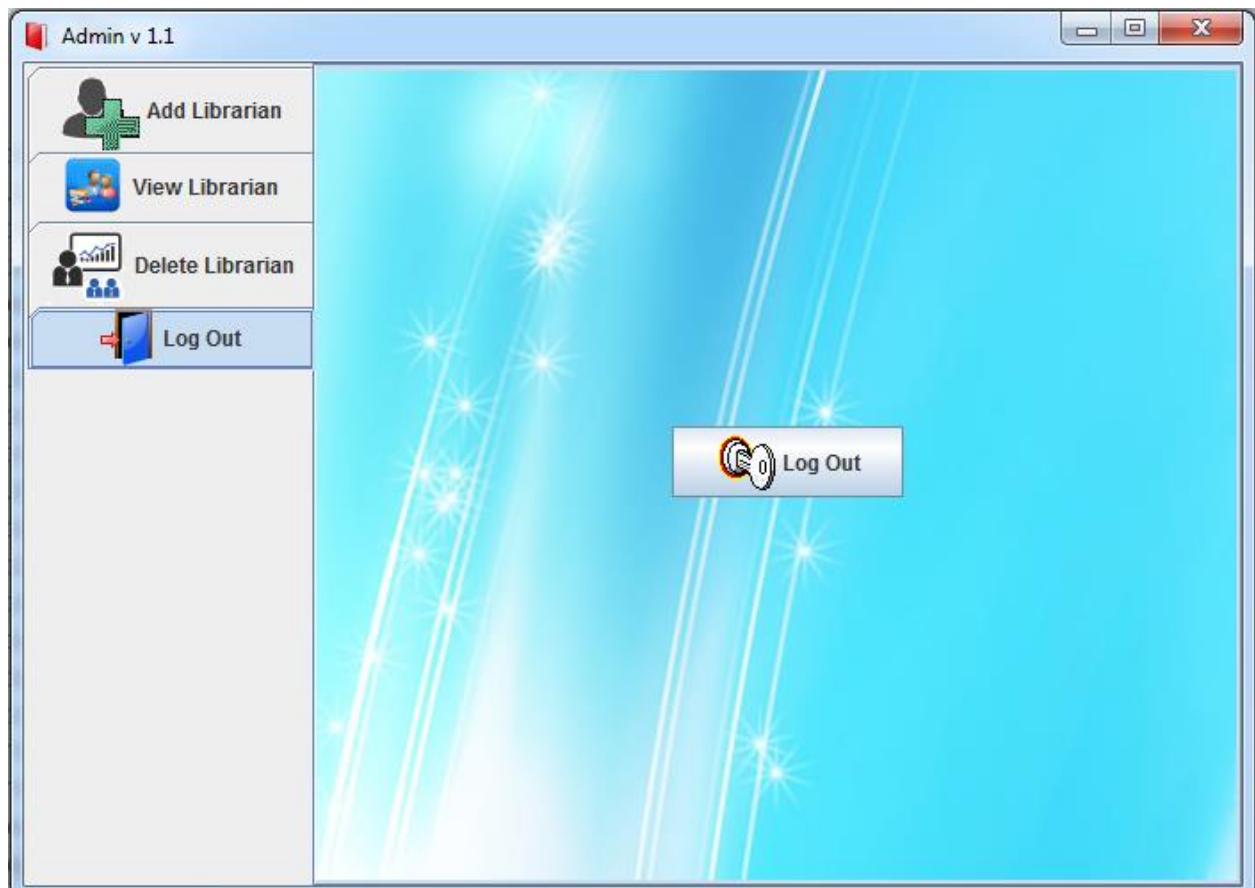 Admin v 1.1
Add Librarian
View Librarian
Delete Librarian
Log Out
Log Out